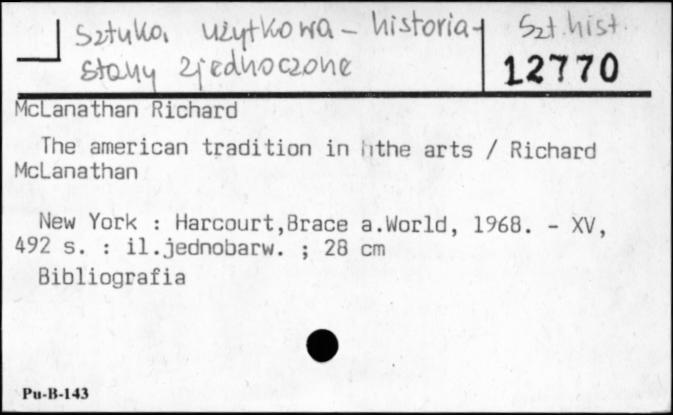 Sztuka użytkowa - historia - Szt. hist.
Stany zjednoczone 12770
McLanathan Richard
The american tradition in hthe arts / Richard
McLanathan
New York : Harcourt,Brace a.World, 1968. - XV,
492 s. : il.jednobarw. ; 28 cm
Bibliografia
Pu-B-143